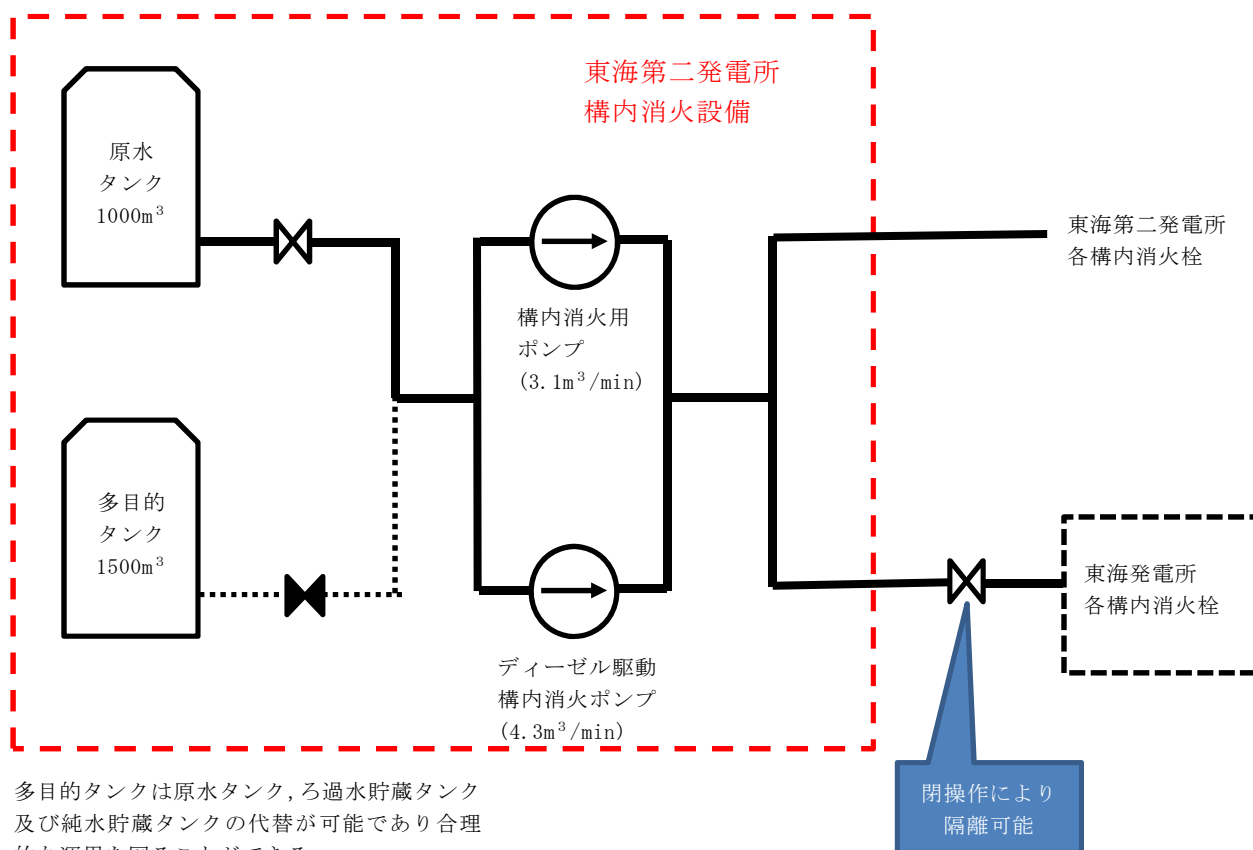 東海第二発電所
構内消火設備
原水
タンク
1000m³
構内消火用
ポンプ
(3.1m³/min)
東海第二発電所
各構内消火栓
多目的
タンク
1500m³
東海発電所
各構内消火栓
ディーゼル駆動
構内消火ポンプ
(4.3m³/min)
閉操作により
隔離可能
多目的タンクは原水タンク,ろ過水貯蔵タンク
及び純水貯蔵タンクの代替が可能であり合理